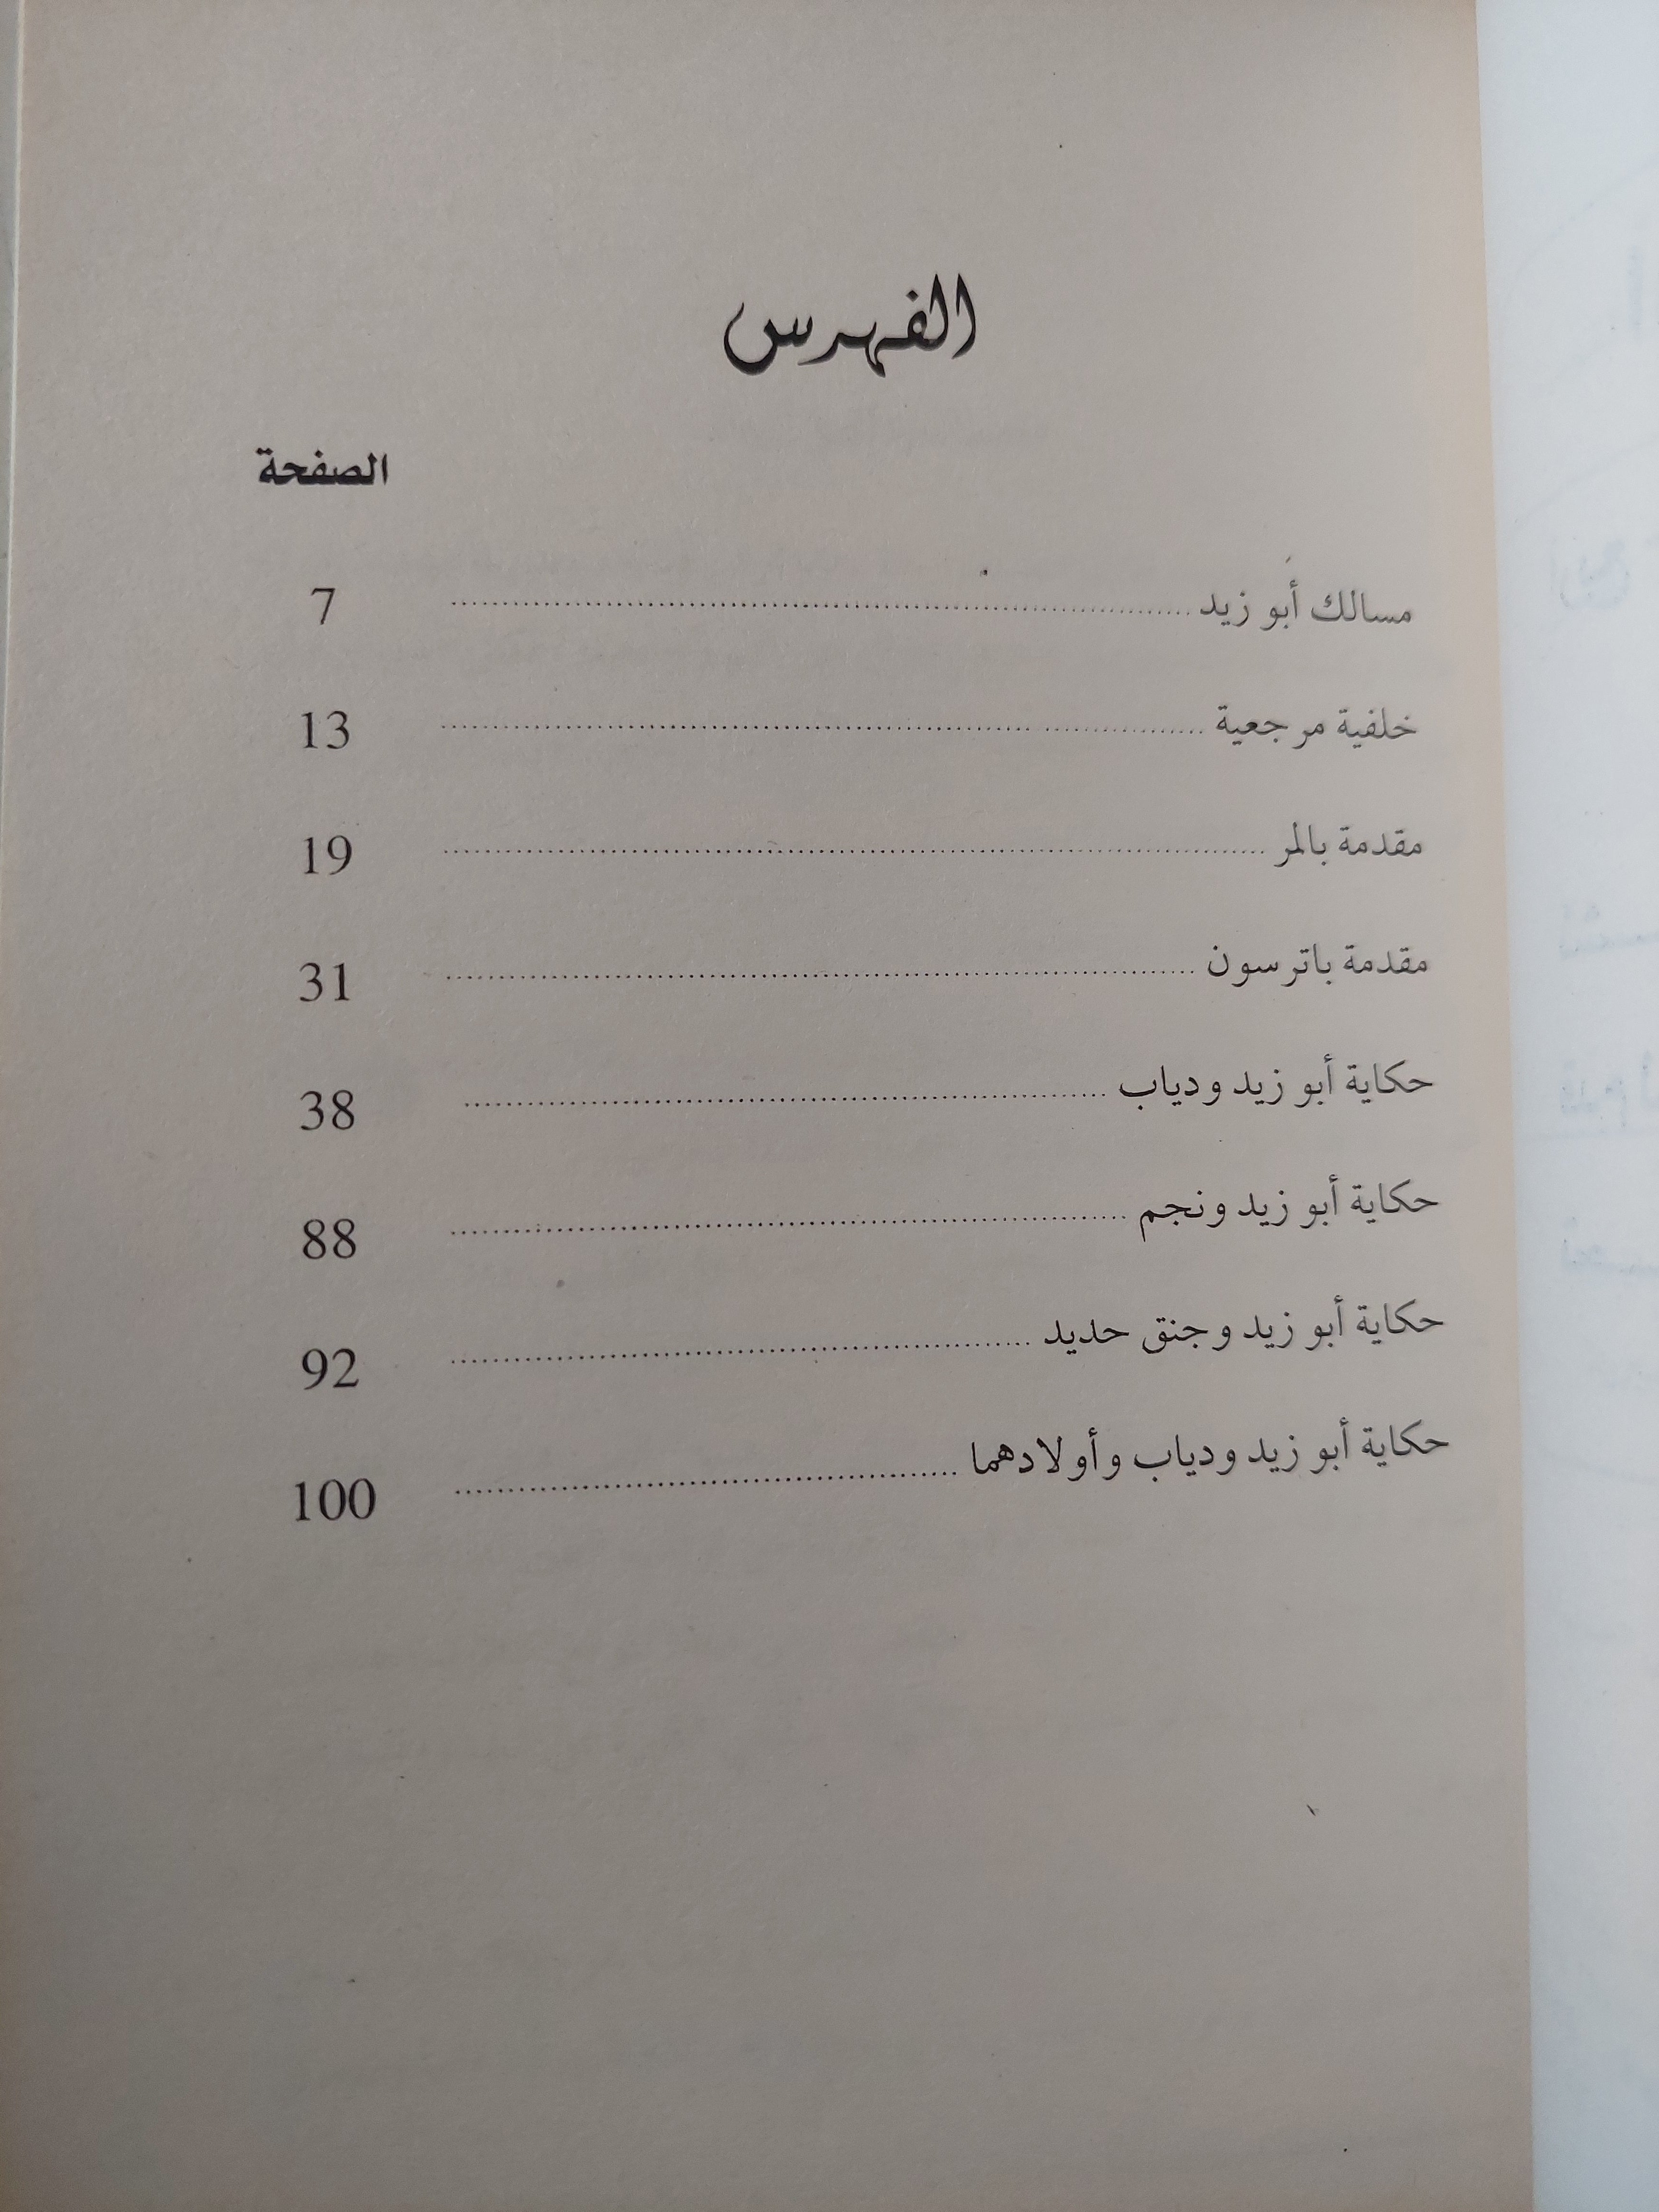 الفهرس
الصفحة
مسالك أبو زيد ........................ 7
خلفية مرجعية ........................ 13
مقدمة بالمر ........................ 19
مقدمة باترسون ........................ 31
حكاية أبو زيد ودياب ........................ 38
حكاية أبو زيد ونجم ........................ 88
حكاية أبو زيد وجنق حديد ........................ 92
حكاية أبو زيد ودياب وأولادهما ........................ 100